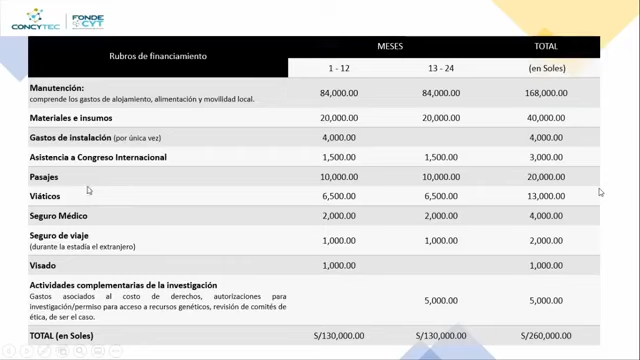 CONCYTEC FONDECYT
Rubros de financiamiento MESES TOTAL
1 - 12 13 - 24 (en Soles)
Manutención:
comprende los gastos de alojamiento, alimentación y movilidad local. 84,000.00 84,000.00 168,000.00
Materiales e insumos 20,000.00 20,000.00 40,000.00
Gastos de instalación (por única vez) 4,000.00 4,000.00
Asistencia a Congreso Internacional 1,500.00 1,500.00 3,000.00
Pasajes 10,000.00 10,000.00 20,000.00
Viáticos 6,500.00 6,500.00 13,000.00
Seguro Médico 2,000.00 2,000.00 4,000.00
Seguro de viaje
(durante la estadía el extranjero) 1,000.00 1,000.00 2,000.00
Visado 1,000.00 1,000.00
Actividades complementarias de la investigación
Gastos asociados al costo de derechos, autorizaciones para
investigación/permiso para acceso a recursos genéticos, revisión de comités de
ética, de ser el caso. 5,000.00 5,000.00
TOTAL (en Soles) S/130,000.00 S/130,000.00 S/260,000.00